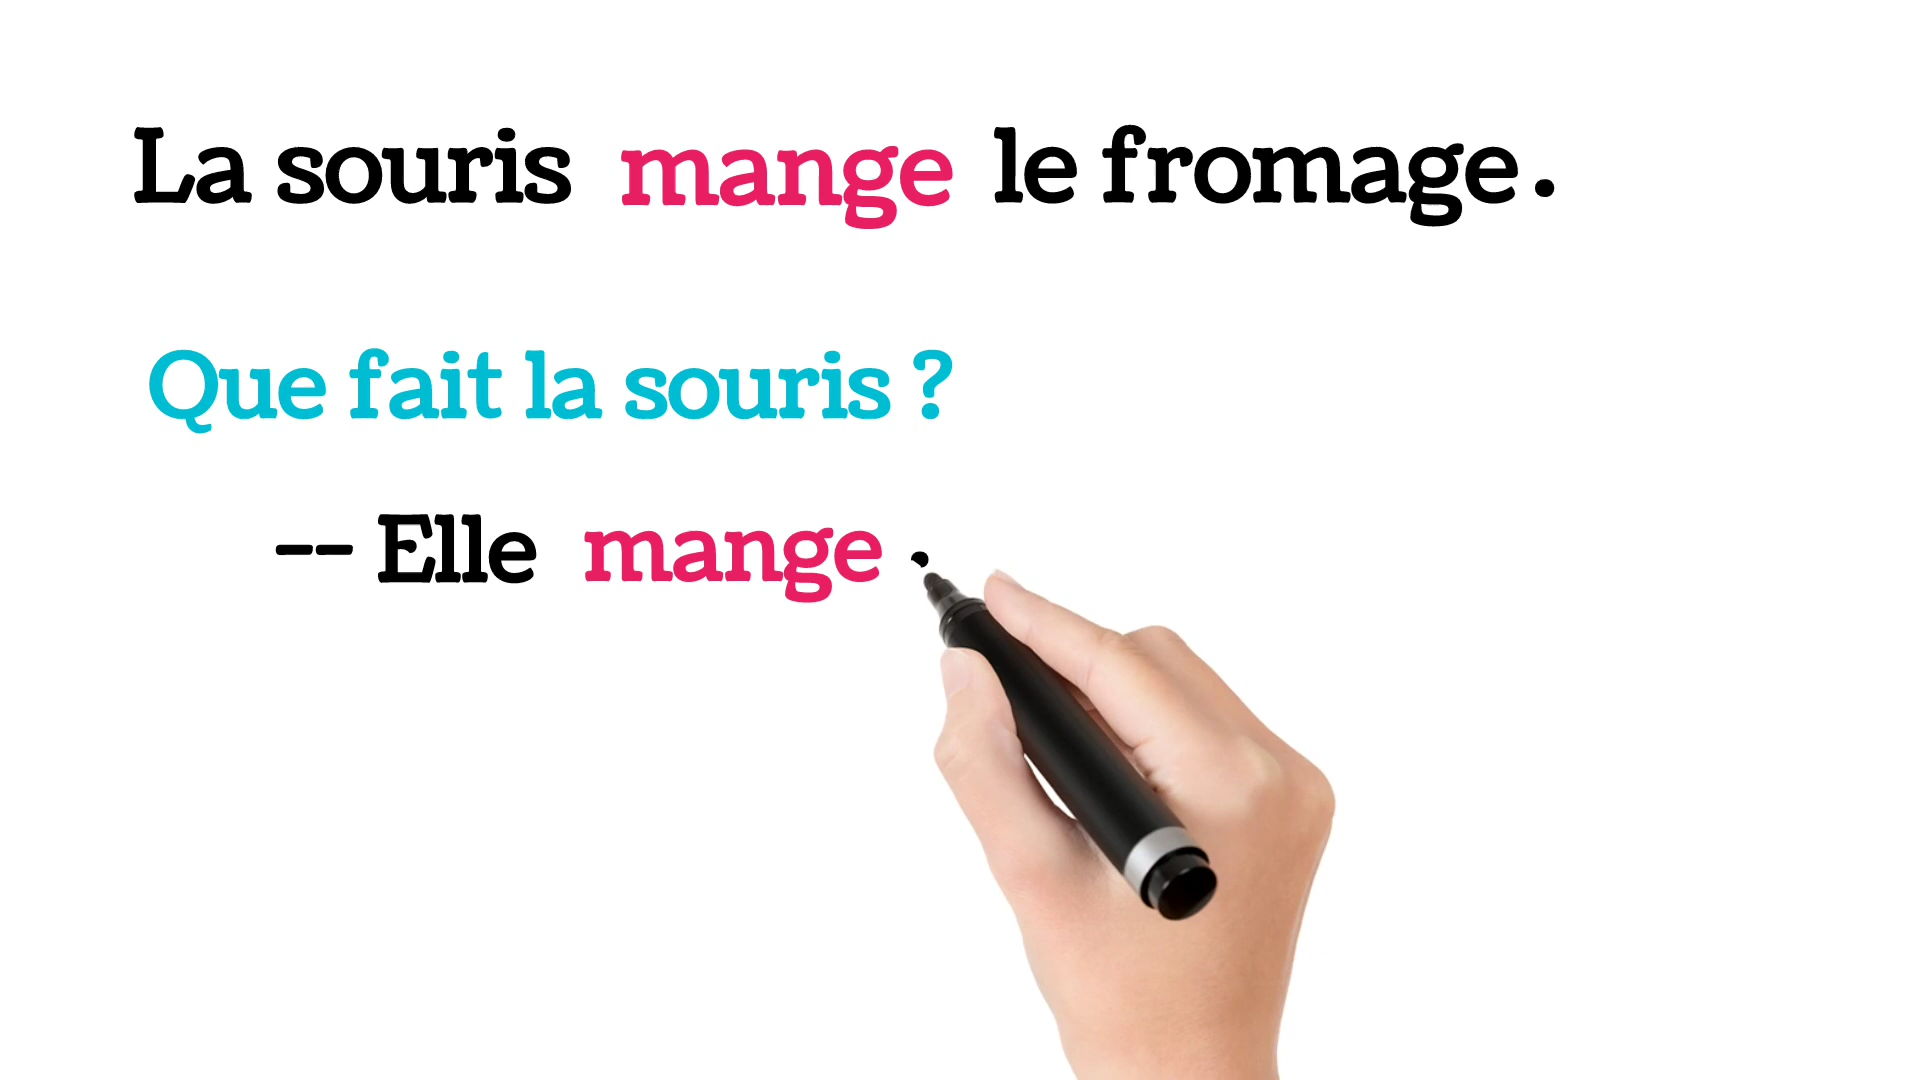 La souris mange le fromage.
Que fait la souris ?
-- Elle mange .